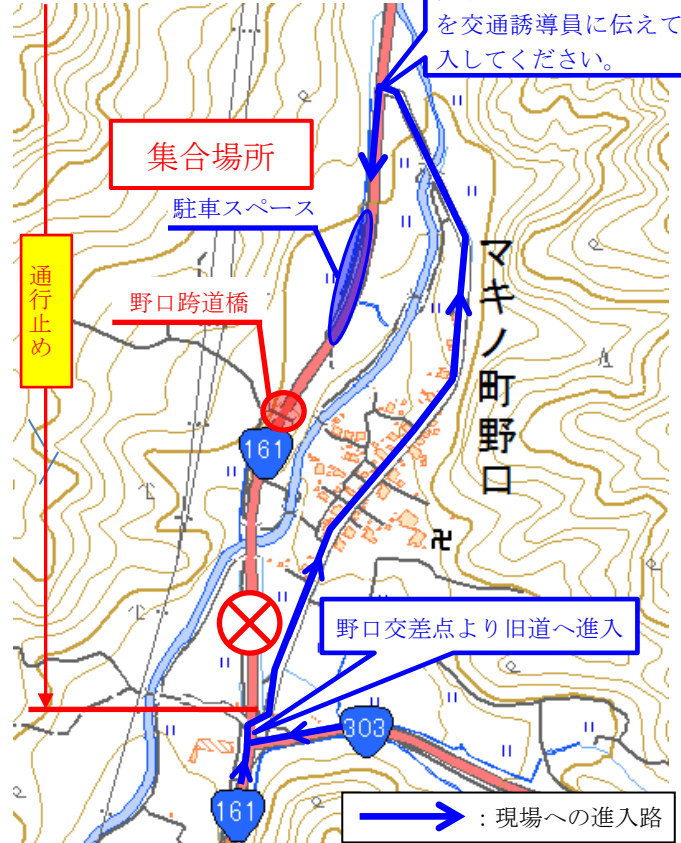 を交通誘導員に伝えて
入してください。
集合場所
駐車スペース
通行止め
野口跨道橋
マキノ町野口
161
野口交差点より旧道へ進入
303
161
：現場への進入路